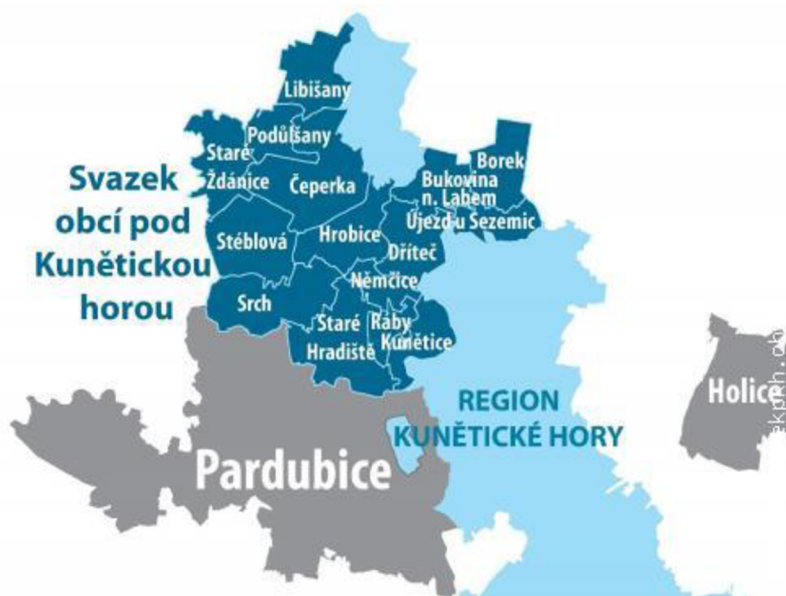 Libišany
Podůlšany
Staré
Ždánice
Čeperka
Borek
Bukovina
n. Labem
Újezd u Sezemic
Svazek
obcí pod
Kunětickou
horou
Stéblová
Hrobice
Dříteč
Němčice
Srch
Staré
Hradiště
Ráby
Kunětice
REGION
KUNĚTICKÉ HORY
Pardubice
Holice